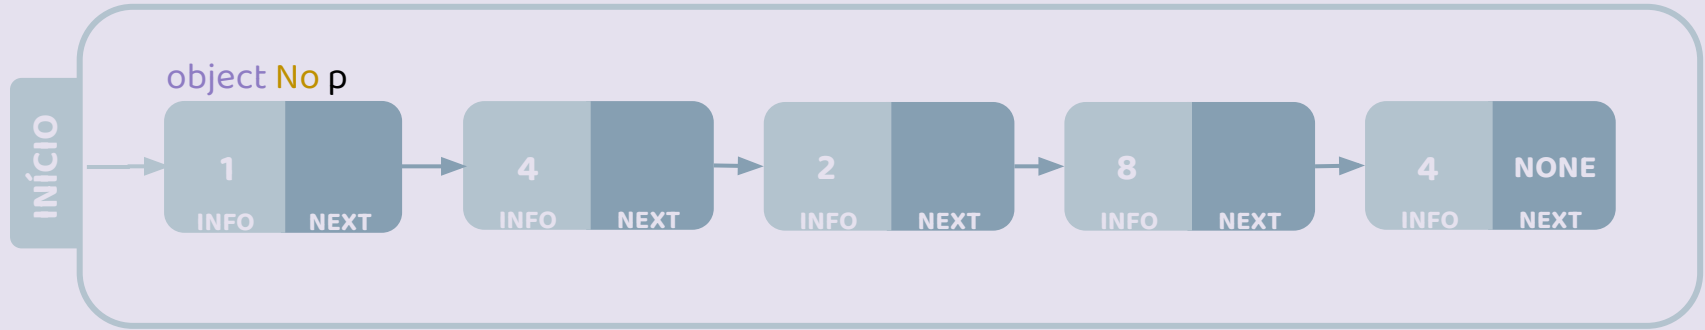 INÍCIO
object No p
1
INFO
NEXT
4
INFO
NEXT
2
INFO
NEXT
8
INFO
NEXT
4
INFO
NONE
NEXT